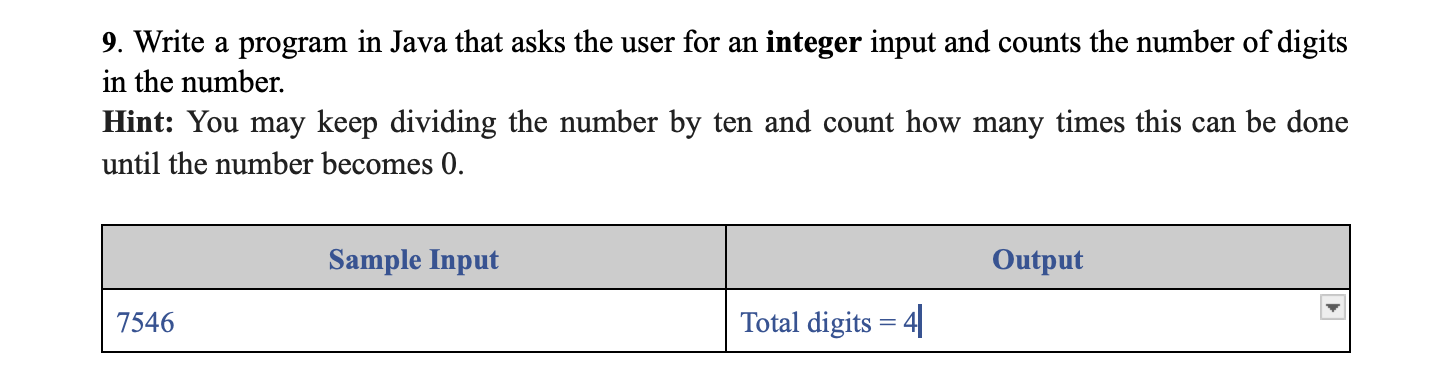 9. Write a program in Java that asks the user for an integer input and counts the number of digits
in the number.
Hint: You may keep dividing the number by ten and count how many times this can be done
until the number becomes 0.
Sample Input
Output
7546
Total digits = 4